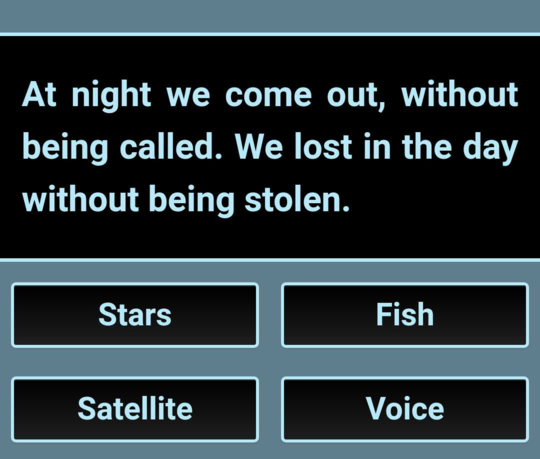 At night we come out, without
being called. We lost in the day
without being stolen.
Stars
Fish
Satellite
Voice